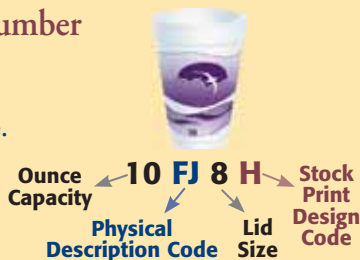 umber
e.
10 FJ 8 H
Ounce
Capacity
Physical
Description Code
Lid
Size
Stock
Print
Design
Code